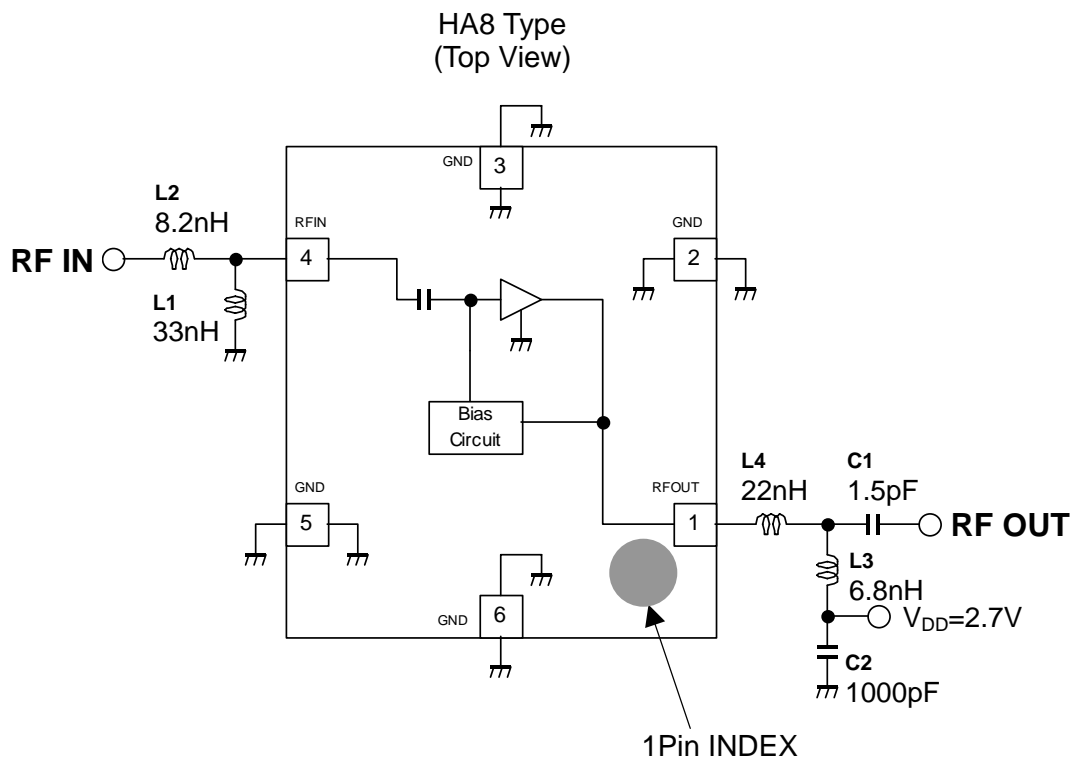 HA8 Type
(Top View)
GND
3
L2
8.2nH
RFIN
GND
RF IN
4
2
L1
33nH
Bias
Circuit
L4
C1
GND
RFOUT
22nH
1.5pF
5
1
RF OUT
L3
6.8nH
GND
6
VDD=2.7V
C2
1000pF
1Pin INDEX